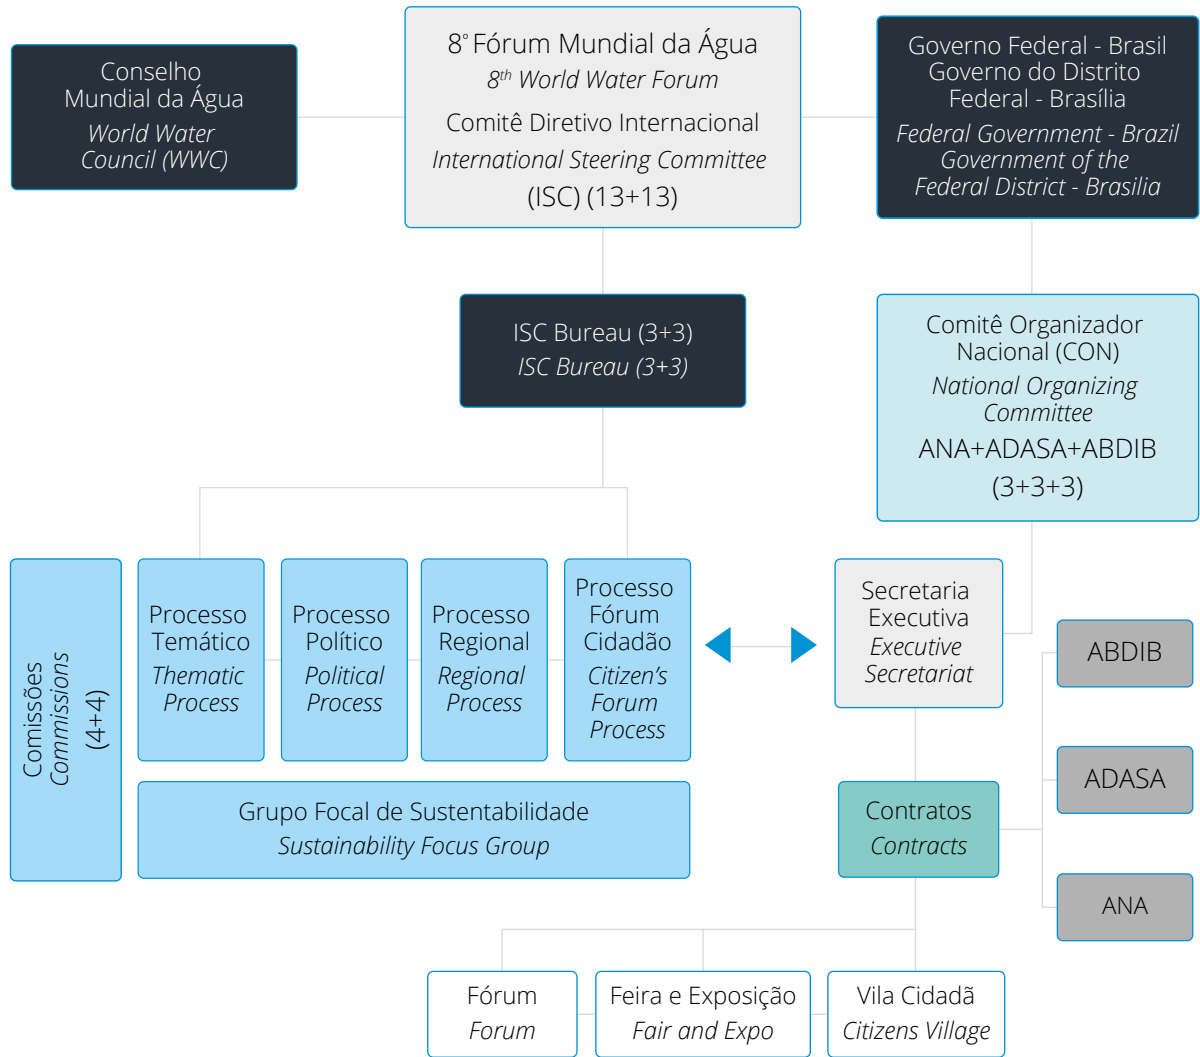 Conselho
Mundial da Água
World Water
Council (WWC)
8° Fórum Mundial da Água
8th World Water Forum
Comitê Diretivo Internacional
International Steering Committee
(ISC) (13+13)
Governo Federal - Brasil
Governo do Distrito
Federal - Brasília
Federal Government - Brazil
Government of the
Federal District - Brasilia
ISC Bureau (3+3)
ISC Bureau (3+3)
Comitê Organizador
Nacional (CON)
National Organizing
Committee
ANA+ADASA+ABDIB
(3+3+3)
Comissões
Commissions
(4+4)
Processo
Temático
Thematic
Process
Processo
Político
Political
Process
Processo
Regional
Regional
Process
Processo
Fórum
Cidadão
Citizen's
Forum
Process
Secretaria
Executiva
Executive
Secretariat
ABDIB
ADASA
ANA
Grupo Focal de Sustentabilidade
Sustainability Focus Group
Contratos
Contracts
Fórum
Forum
Feira e Exposição
Fair and Expo
Vila Cidadã
Citizens Village